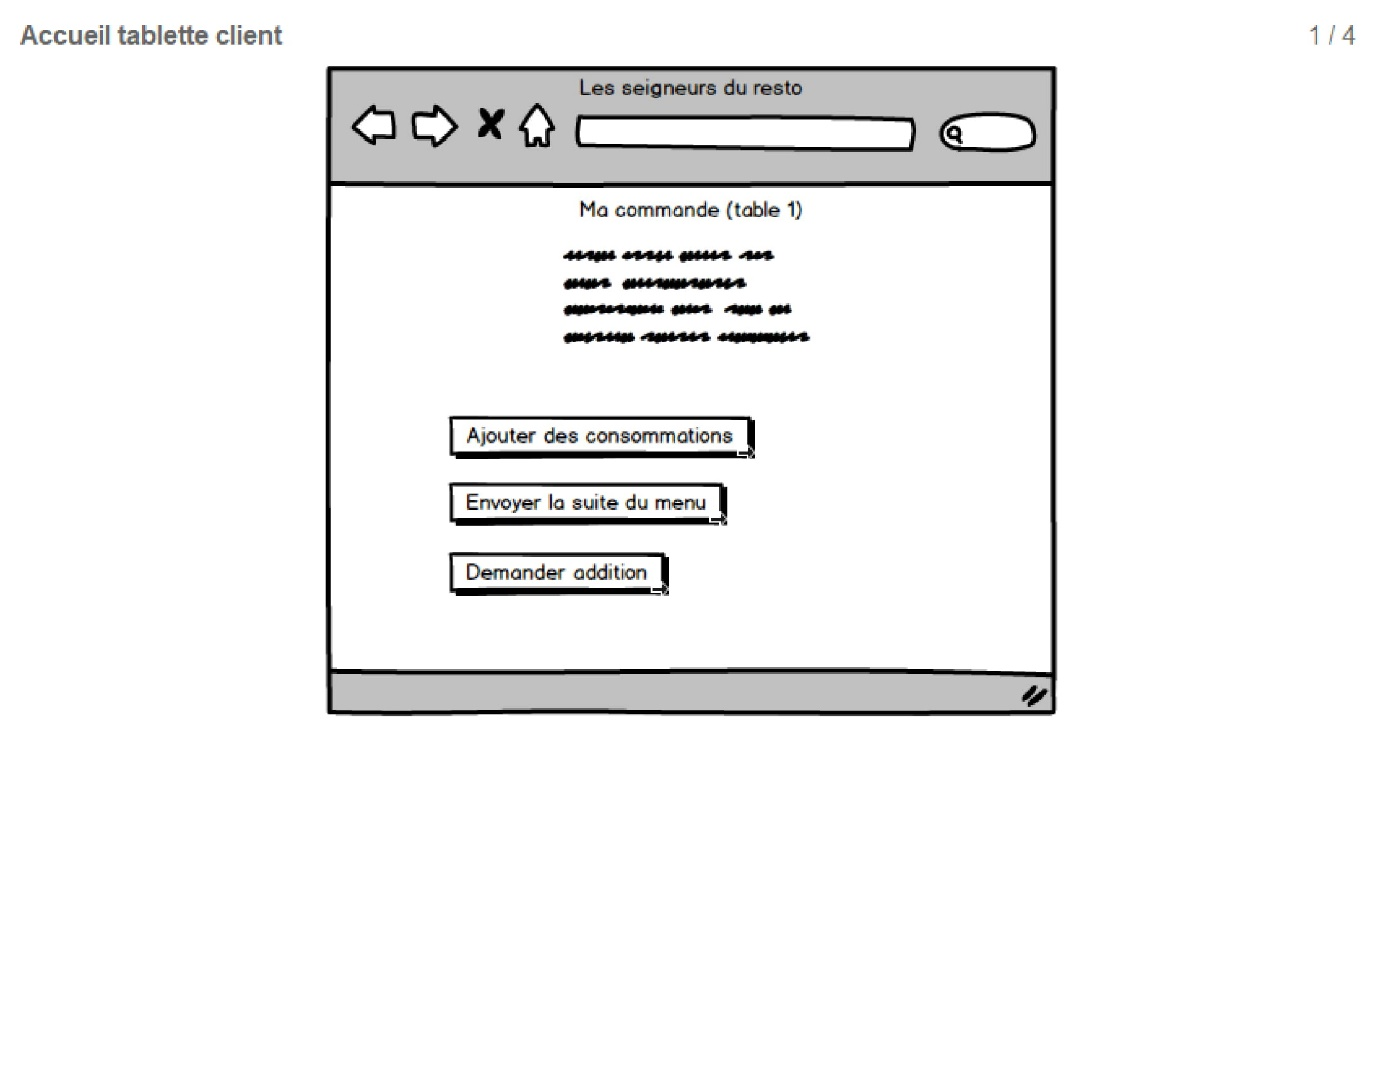 Accueil tablette client
1 / 4
Les seigneurs du resto
Ma commande (table 1)
Ajouter des consommations
Envoyer la suite du menu
Demander addition